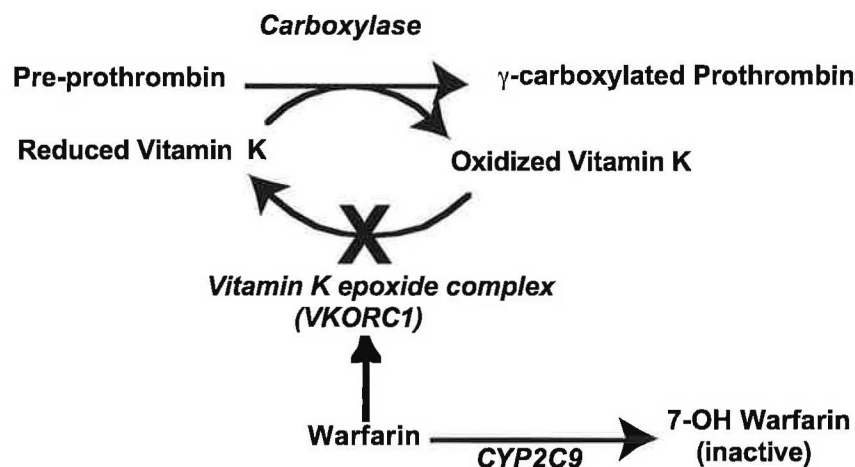 Carboxylase
Pre-prothrombin
γ-carboxylated Prothrombin
Reduced Vitamin K
Oxidized Vitamin K
X
Vitamin K epoxide complex
(VKORC1)
Warfarin
CYP2C9
7-OH Warfarin
(inactive)